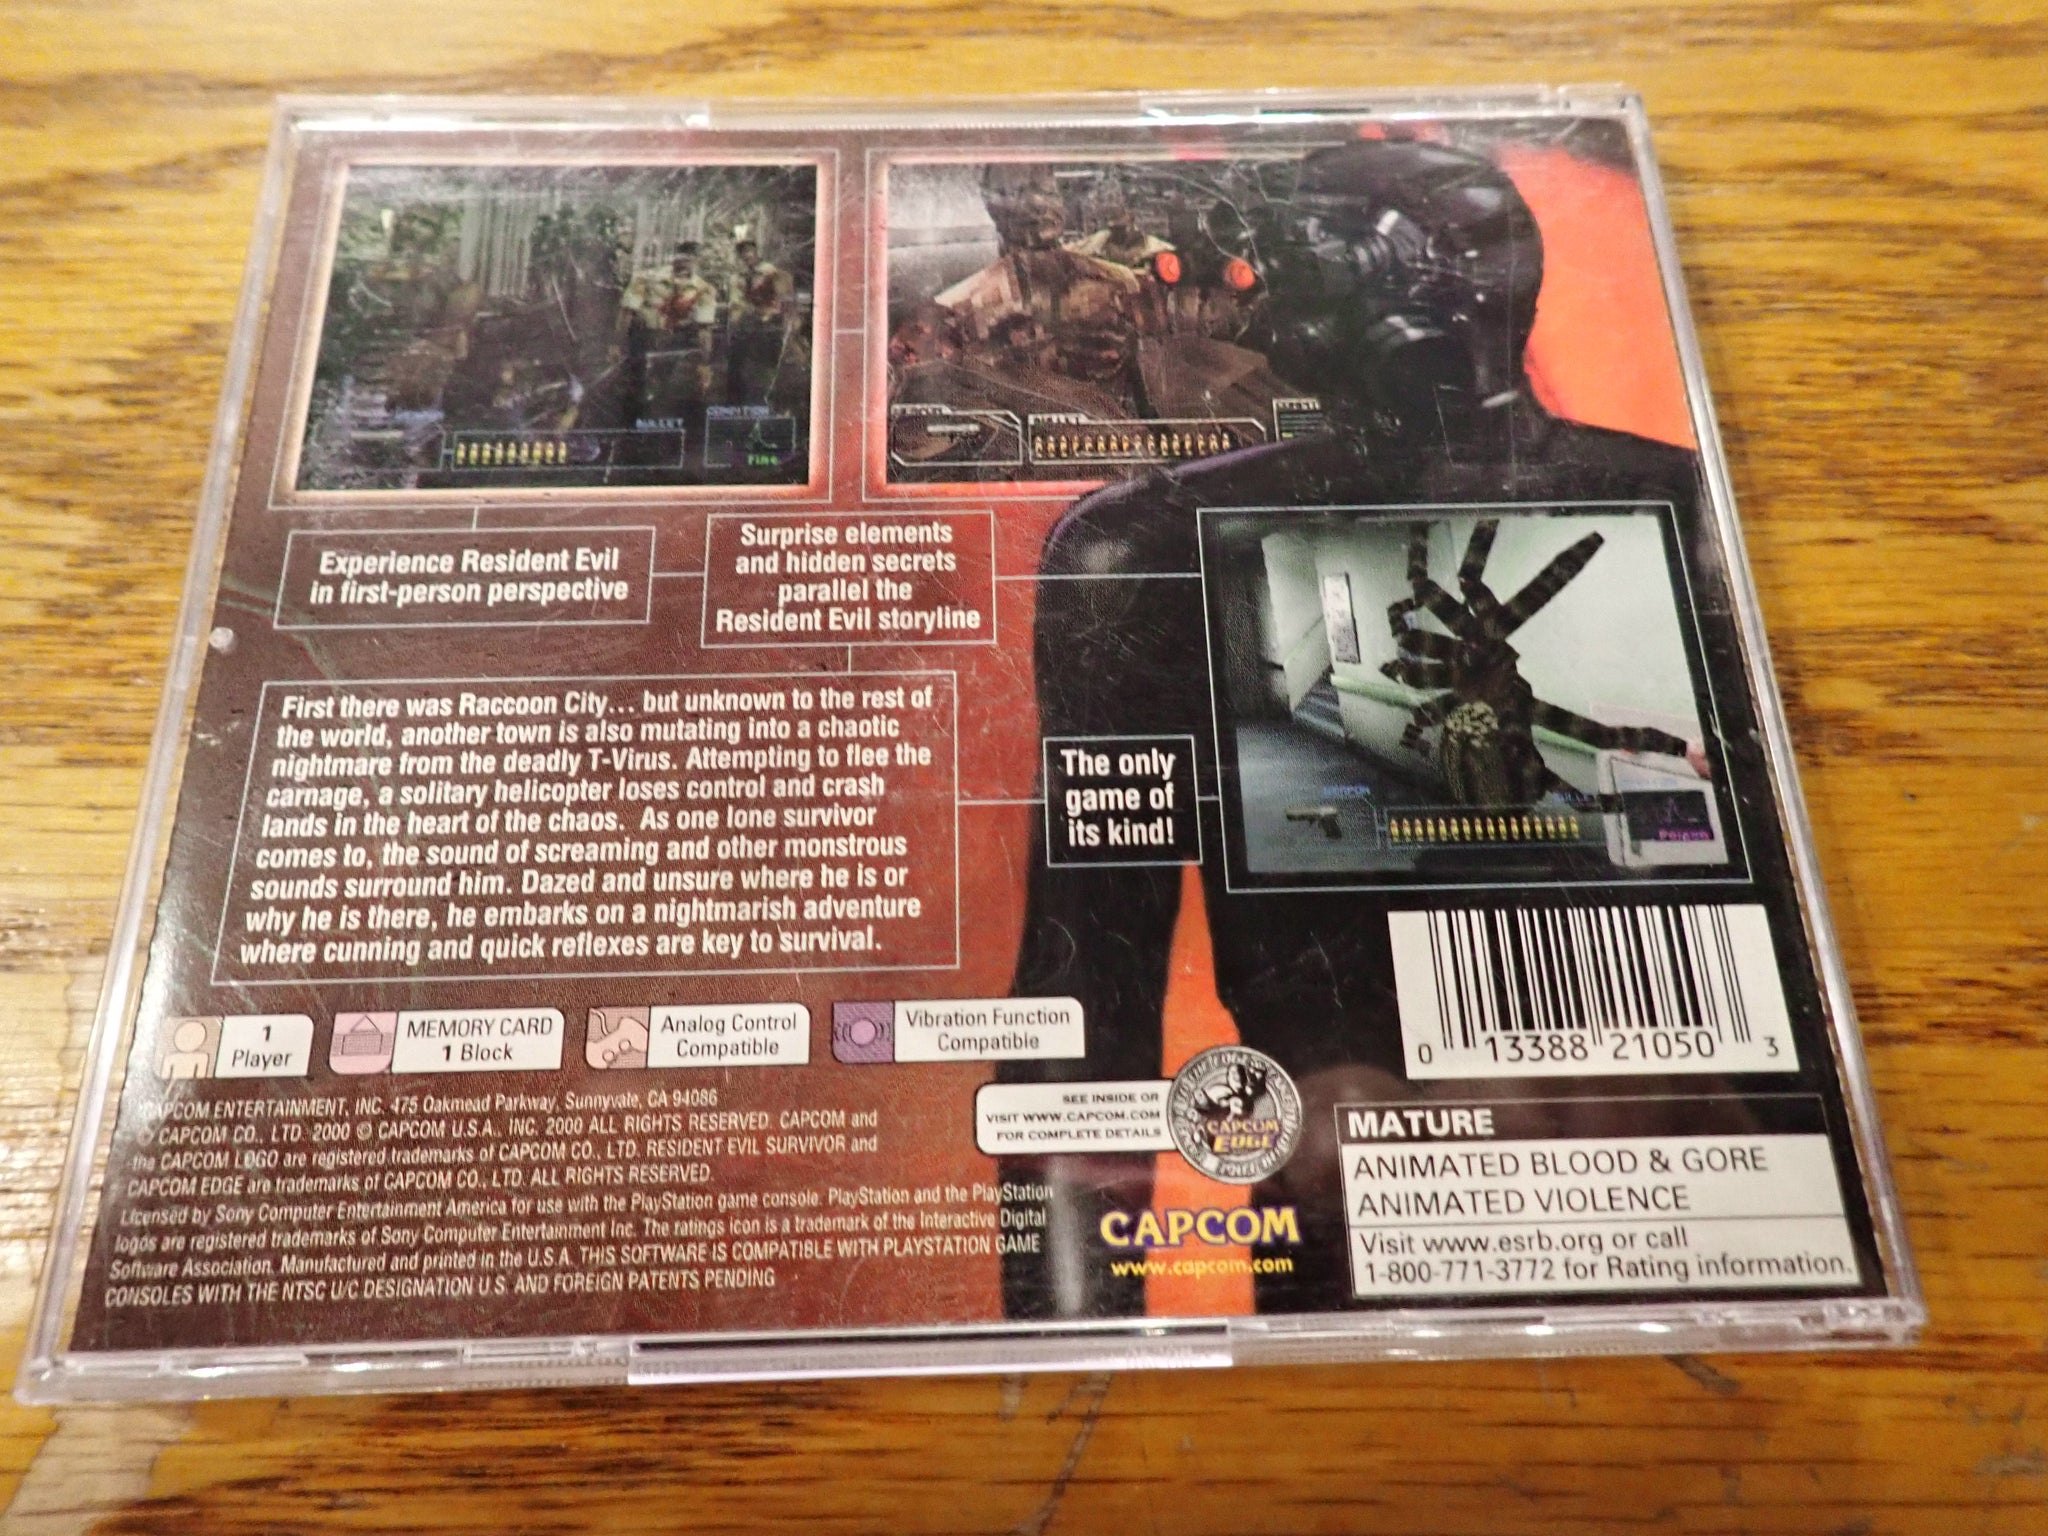 BULLET
CONDITION
Fine
BULLET
Experience Resident Evil
in first-person perspective
Surprise elements
and hidden secrets
parallel the
Resident Evil storyline
First there was Raccoon City... but unknown to the rest of
the world, another town is also mutating into a chaotic
nightmare from the deadly T-Virus. Attempting to flee the
carnage, a solitary helicopter loses control and crash
lands in the heart of the chaos. As one lone survivor
comes to, the sound of screaming and other monstrous
sounds surround him. Dazed and unsure where he is or
why he is there, he embarks on a nightmarish adventure
where cunning and quick reflexes are key to survival.
The only
game of
its kind!
Poison
0 13388 21050 3
1
Player
MEMORY CARD
1 Block
Analog Control
Compatible
Vibration Function
Compatible
SEE INSIDE OR
VISIT WWW.CAPCOM.COM
FOR COMPLETE DETAILS
CAPCOM
EDGE
CAPCOM ENTERTAINMENT, INC. 475 Oakmead Parkway, Sunnyvale, CA 94086
© CAPCOM CO., LTD. 2000 © CAPCOM U.S.A., INC. 2000 ALL RIGHTS RESERVED. CAPCOM and
the CAPCOM LOGO are registered trademarks of CAPCOM CO., LTD. RESIDENT EVIL SURVIVOR and
CAPCOM EDGE are trademarks of CAPCOM CO., LTD. ALL RIGHTS RESERVED.
Licensed by Sony Computer Entertainment America for use with the PlayStation game console. PlayStation and the PlayStation
logos are registered trademarks of Sony Computer Entertainment Inc. The ratings icon is a trademark of the Interactive Digital
Software Association. Manufactured and printed in the U.S.A. THIS SOFTWARE IS COMPATIBLE WITH PLAYSTATION GAME
CONSOLES WITH THE NTSC U/C DESIGNATION U.S. AND FOREIGN PATENTS PENDING
CAPCOM
www.capcom.com
MATURE
ANIMATED BLOOD & GORE
ANIMATED VIOLENCE
Visit www.esrb.org or call
1-800-771-3772 for Rating information.